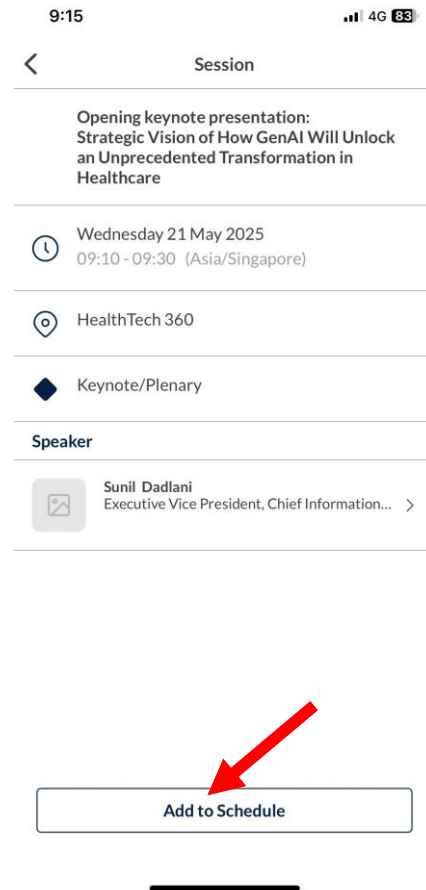 9:15 4G 83
Session
Opening keynote presentation:
Strategic Vision of How GenAI Will Unlock
an Unprecedented Transformation in
Healthcare
Wednesday 21 May 2025
09:10 - 09:30 (Asia/Singapore)
HealthTech 360
Keynote/Plenary
Speaker
Sunil Dadlani
Executive Vice President, Chief Information...
Add to Schedule